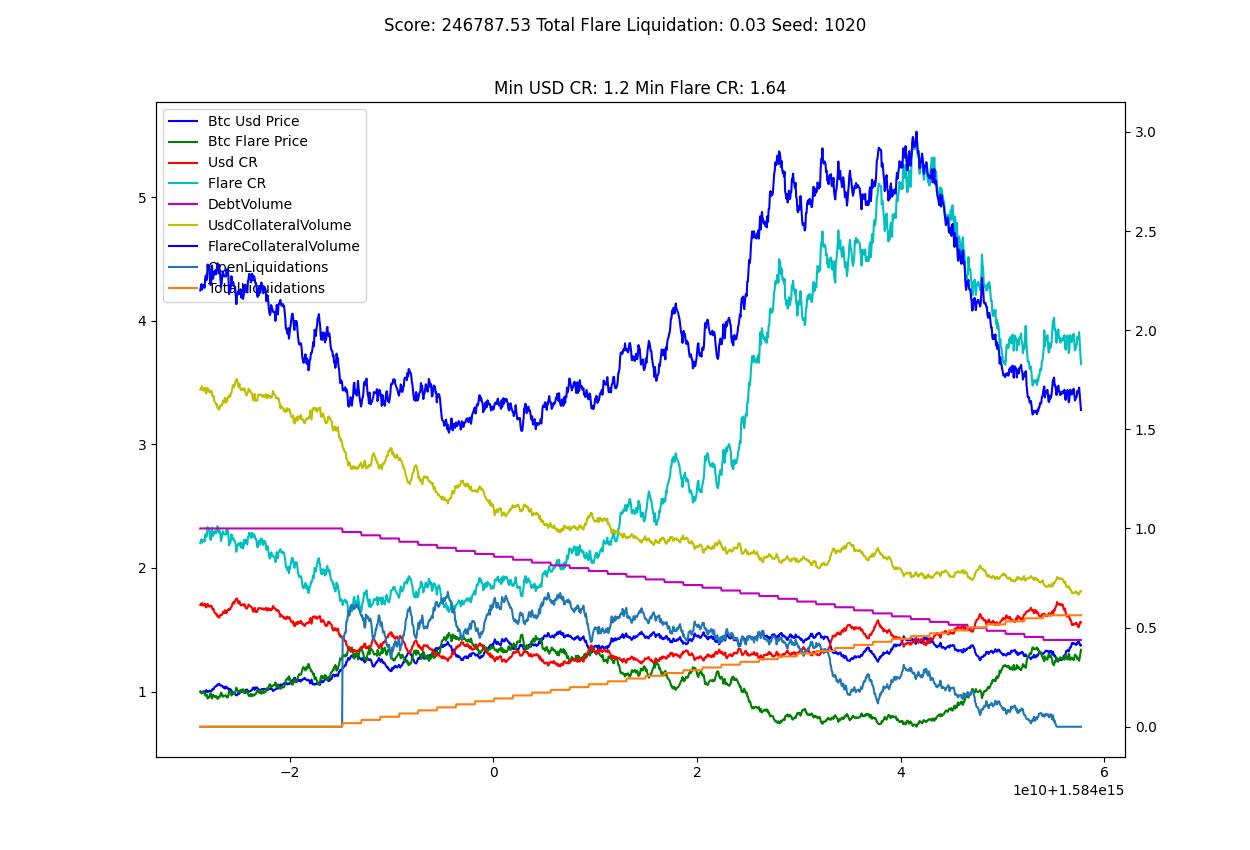 Score: 246787.53 Total Flare Liquidation: 0.03 Seed: 1020
Min USD CR: 1.2 Min Flare CR: 1.64
Btc Usd Price
Btc Flare Price
Usd CR
Flare CR
DebtVolume
UsdCollateralVolume
FlareCollateralVolume
OpenLiquidations
TotalLiquidations
5
4
3
2
1
3.0
2.5
2.0
1.5
1.0
0.5
0.0
−2
0
2
4
6
1e10+1.584e15